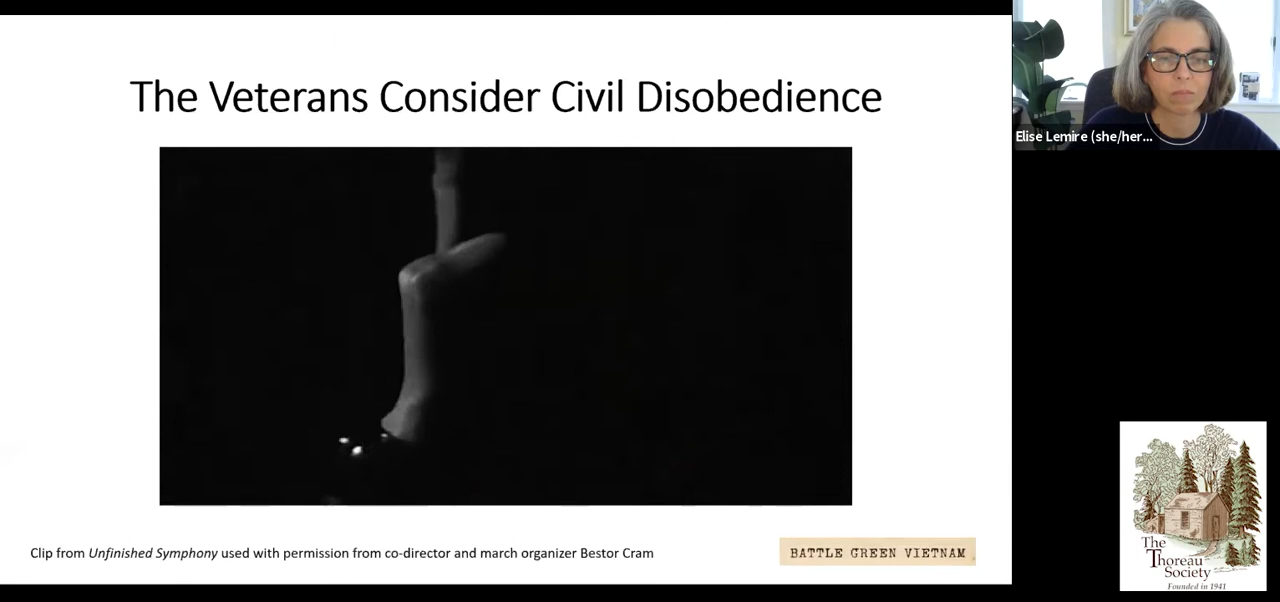 The Veterans Consider Civil Disobedience
Elise Lemire (she/her...
Clip from Unfinished Symphony used with permission from co-director and march organizer Bestor Cram
BATTLE GREEN VIETNAM
The
Thoreau
Society
Founded in 1941